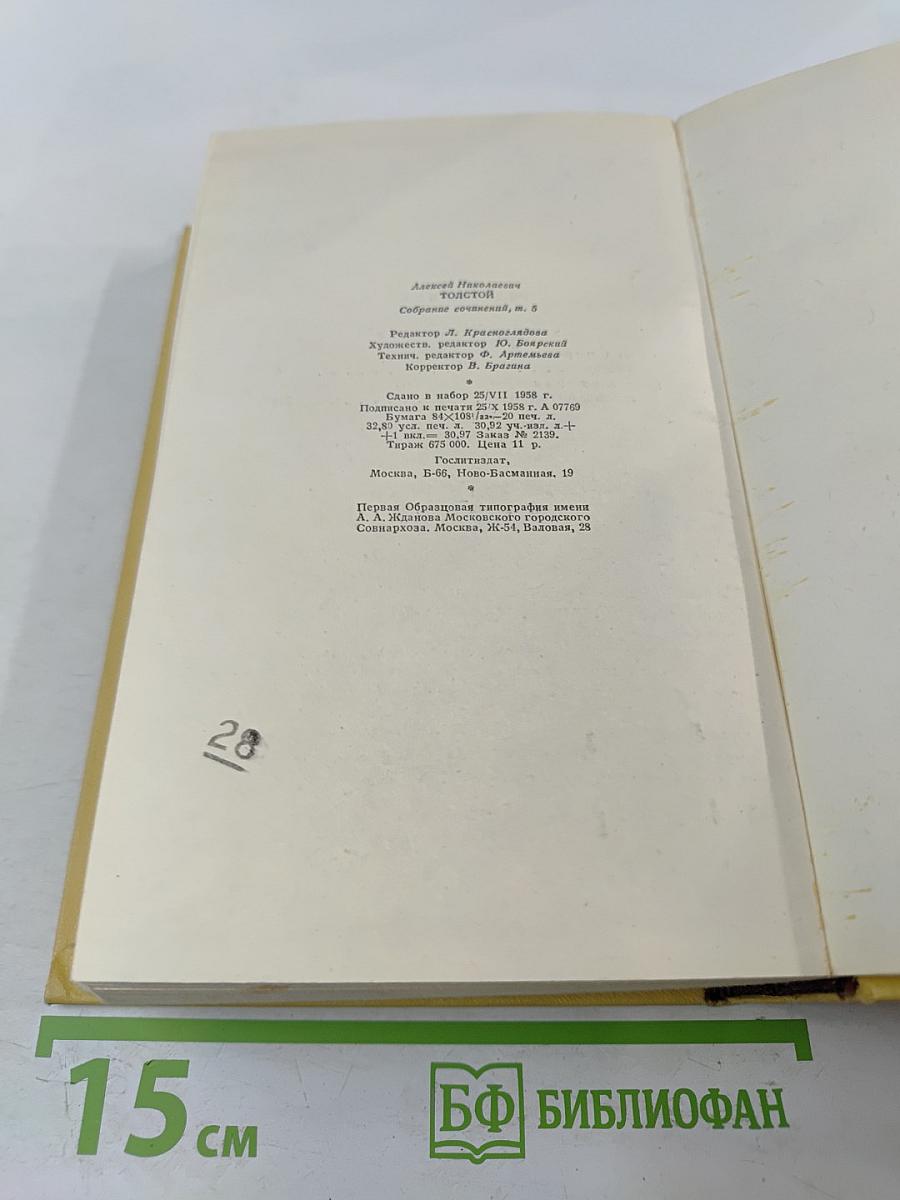 Алексей Николаевич
ТОЛСТОЙ
Собрание сочинений, т. 5
Редактор Л. Красноглядова
Художеств. редактор Ю. Боярский
Технич. редактор Ф. Артемьева
Корректор В. Брагина
*
Сдано в набор 25/VII 1958 г.
Подписано к печати 25/X 1958 г. А 07769
Бумага 84×108¹/₃₂—20 печ. л.
32,80 усл. печ. л. 30,92 уч.-изд. л.+
+1 вкл.= 30,97 Заказ № 2139.
Тираж 675 000. Цена 11 р.
Гослитиздат,
Москва, Б-66, Ново-Басманная, 19
*
Первая Образцовая типография имени
А. А. Жданова Московского городского
Совнархоза. Москва, Ж-54, Валовая, 28
28
15 см
БФ БИБЛИОФАН